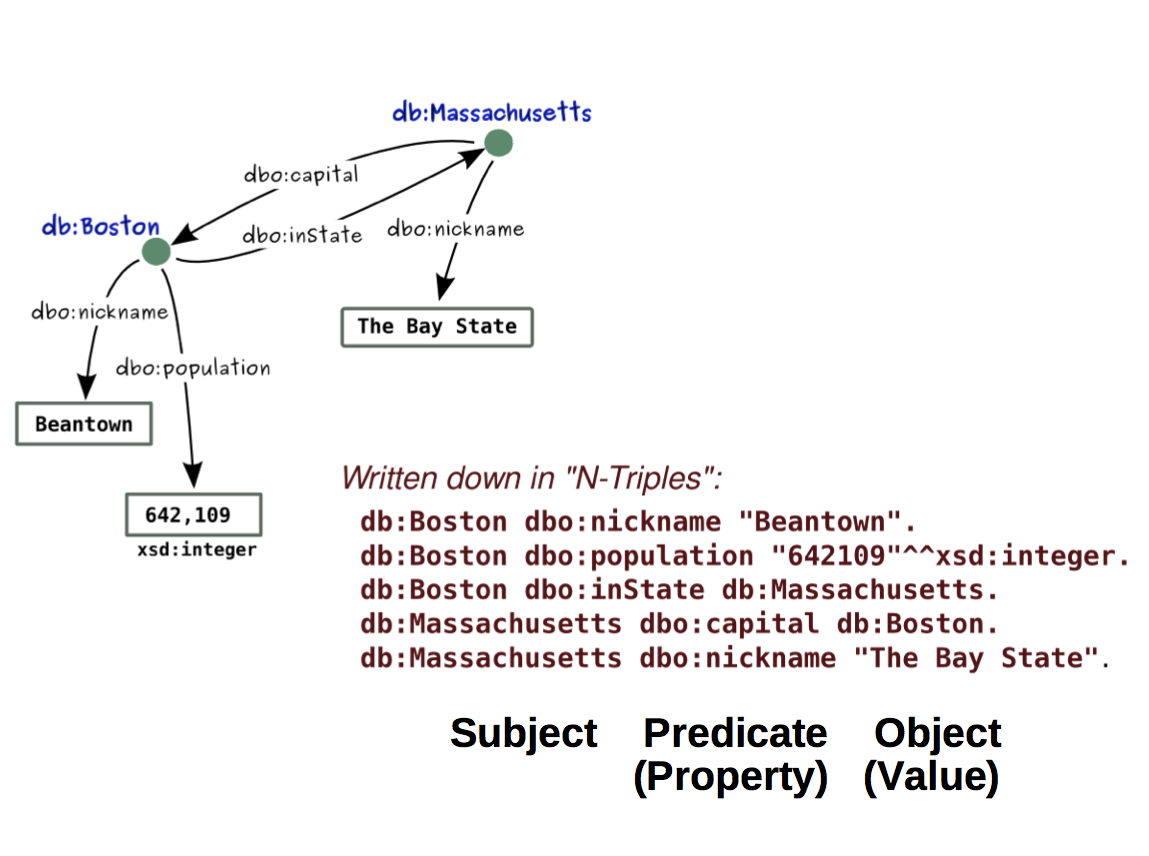 db:Massachusetts
dbo:capital
db:Boston
dbo:inState
dbo:nickname
dbo:nickname
The Bay State
dbo:population
Beantown
642,109
xsd:integer
Written down in "N-Triples":
db:Boston dbo:nickname "Beantown".
db:Boston dbo:population "642109"^^xsd:integer.
db:Boston dbo:inState db:Massachusetts.
db:Massachusetts dbo:capital db:Boston.
db:Massachusetts dbo:nickname "The Bay State".
Subject Predicate Object
(Property) (Value)